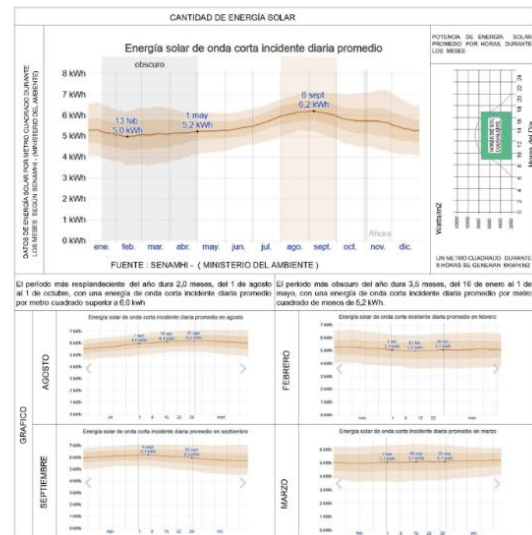 CANTIDAD DE ENERGÍA SOLAR
DATOS DE ENERGÍA SOLAR POR METRO CUADRADO DURANTE
LOS MESES SEGÚN SENAMHI - (MINISTERIO DEL AMBIENTE)
Energía solar de onda corta incidente diaria promedio
obscuro
8 kWh
7 kWh
6 kWh
5 kWh
4 kWh
3 kWh
2 kWh
1 kWh
0 kWh
13 feb
5,0 kWh
1 may
5,2 kWh
6 sept.
6,2 kWh
Ahora
ene. feb. mar. abr. may. jun. jul. ago. sept. oct. nov. dic.
FUENTE : SENAMHI - ( MINISTERIO DEL AMBIENTE )
POTENCIA DE ENERGÍA SOLAR
PROMEDIO POR HORAS, DURANTE
LOS MESES
Watts/m2
Horas del Día
UN METRO CUADRADO DURANTE
El período más resplandeciente del año dura 2,0 meses, del 1 de agosto
al 1 de octubre, con una energía de onda corta incidente diaria promedio
por metro cuadrado superior a 6,0 kWh
El período más obscuro del año dura 3,5 meses, del 16 de enero al 1 de
mayo, con una energía de onda corta incidente diaria promedio por metro
cuadrado de menos de 5,2 kWh.
GRAFICO
AGOSTO
Energía solar de onda corta incidente diaria promedio en agosto
FEBRERO
Energía solar de onda corta incidente diaria promedio en febrero
SEPTIEMBRE
Energía solar de onda corta incidente diaria promedio en septiembre
MARZO
Energía solar de onda corta incidente diaria promedio en marzo